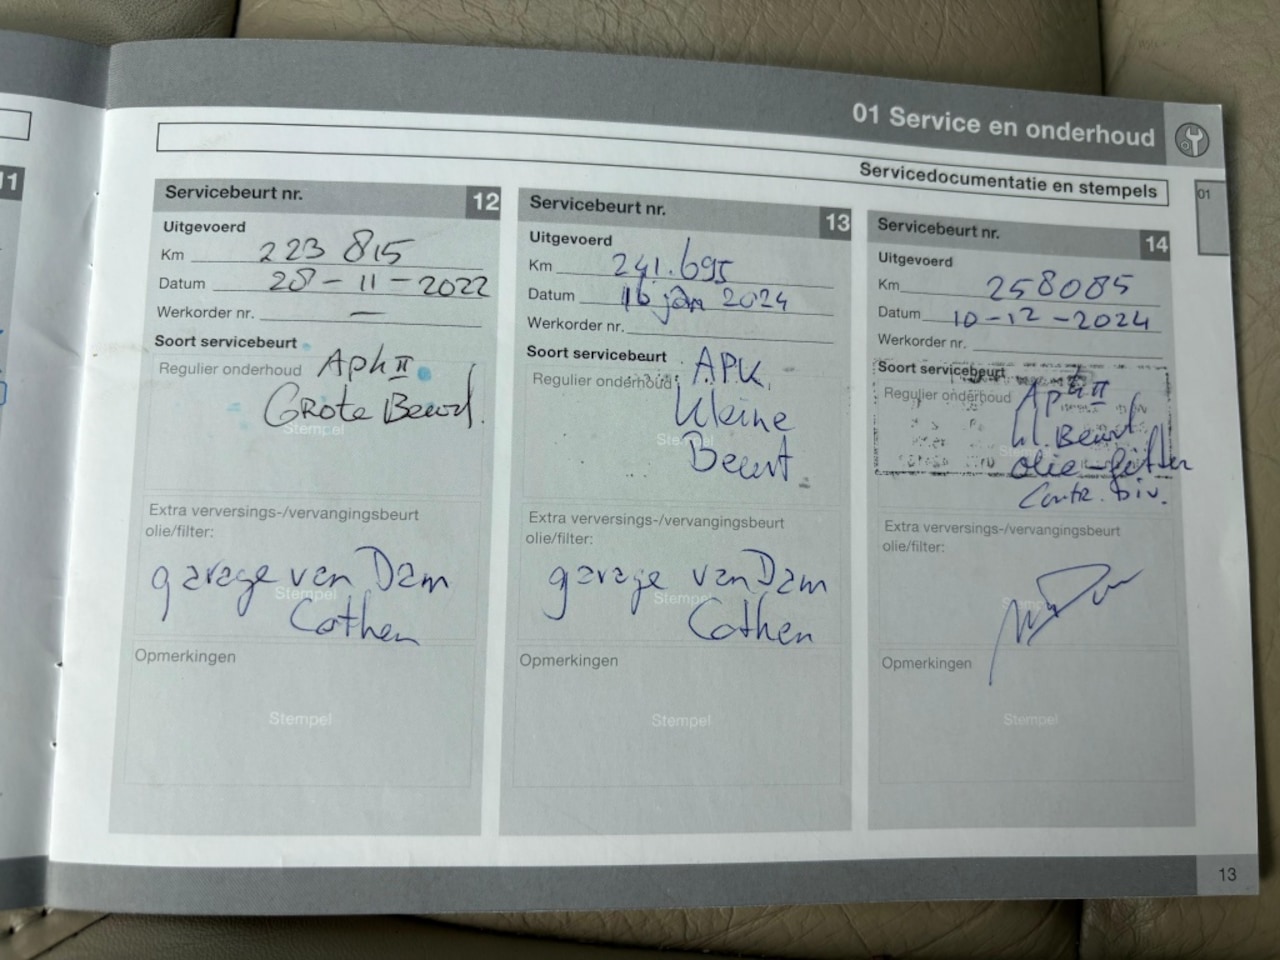 01 Service en onderhoud
Servicedocumentatie en stempels
01
11
Servicebeurt nr. 12
Uitgevoerd
Km 223 815
Datum 28-11-2022
Werkorder nr. —
Soort servicebeurt
Regulier onderhoud Apk II
Grote Beurt.
Stempel
Extra verversings-/vervangingsbeurt
olie/filter:
garage van Dam
Stempel
Cothen
Opmerkingen
Stempel
Servicebeurt nr. 13
Uitgevoerd
Km 241.695
Datum 16 jan 2024
Werkorder nr.
Soort servicebeurt
Regulier onderhoud A.P.K.
Kleine
Stempel
Beurt.
Extra verversings-/vervangingsbeurt
olie/filter:
garage van Dam
Stempel
Cothen
Opmerkingen
Stempel
Servicebeurt nr. 14
Uitgevoerd
Km 258085
Datum 10-12-2024
Werkorder nr.
Soort servicebeurt
Regulier onderhoud Apk II
kl. Beurt
olie-filter
Contr. Div.
Extra verversings-/vervangingsbeurt
olie/filter:
Opmerkingen
Stempel
13